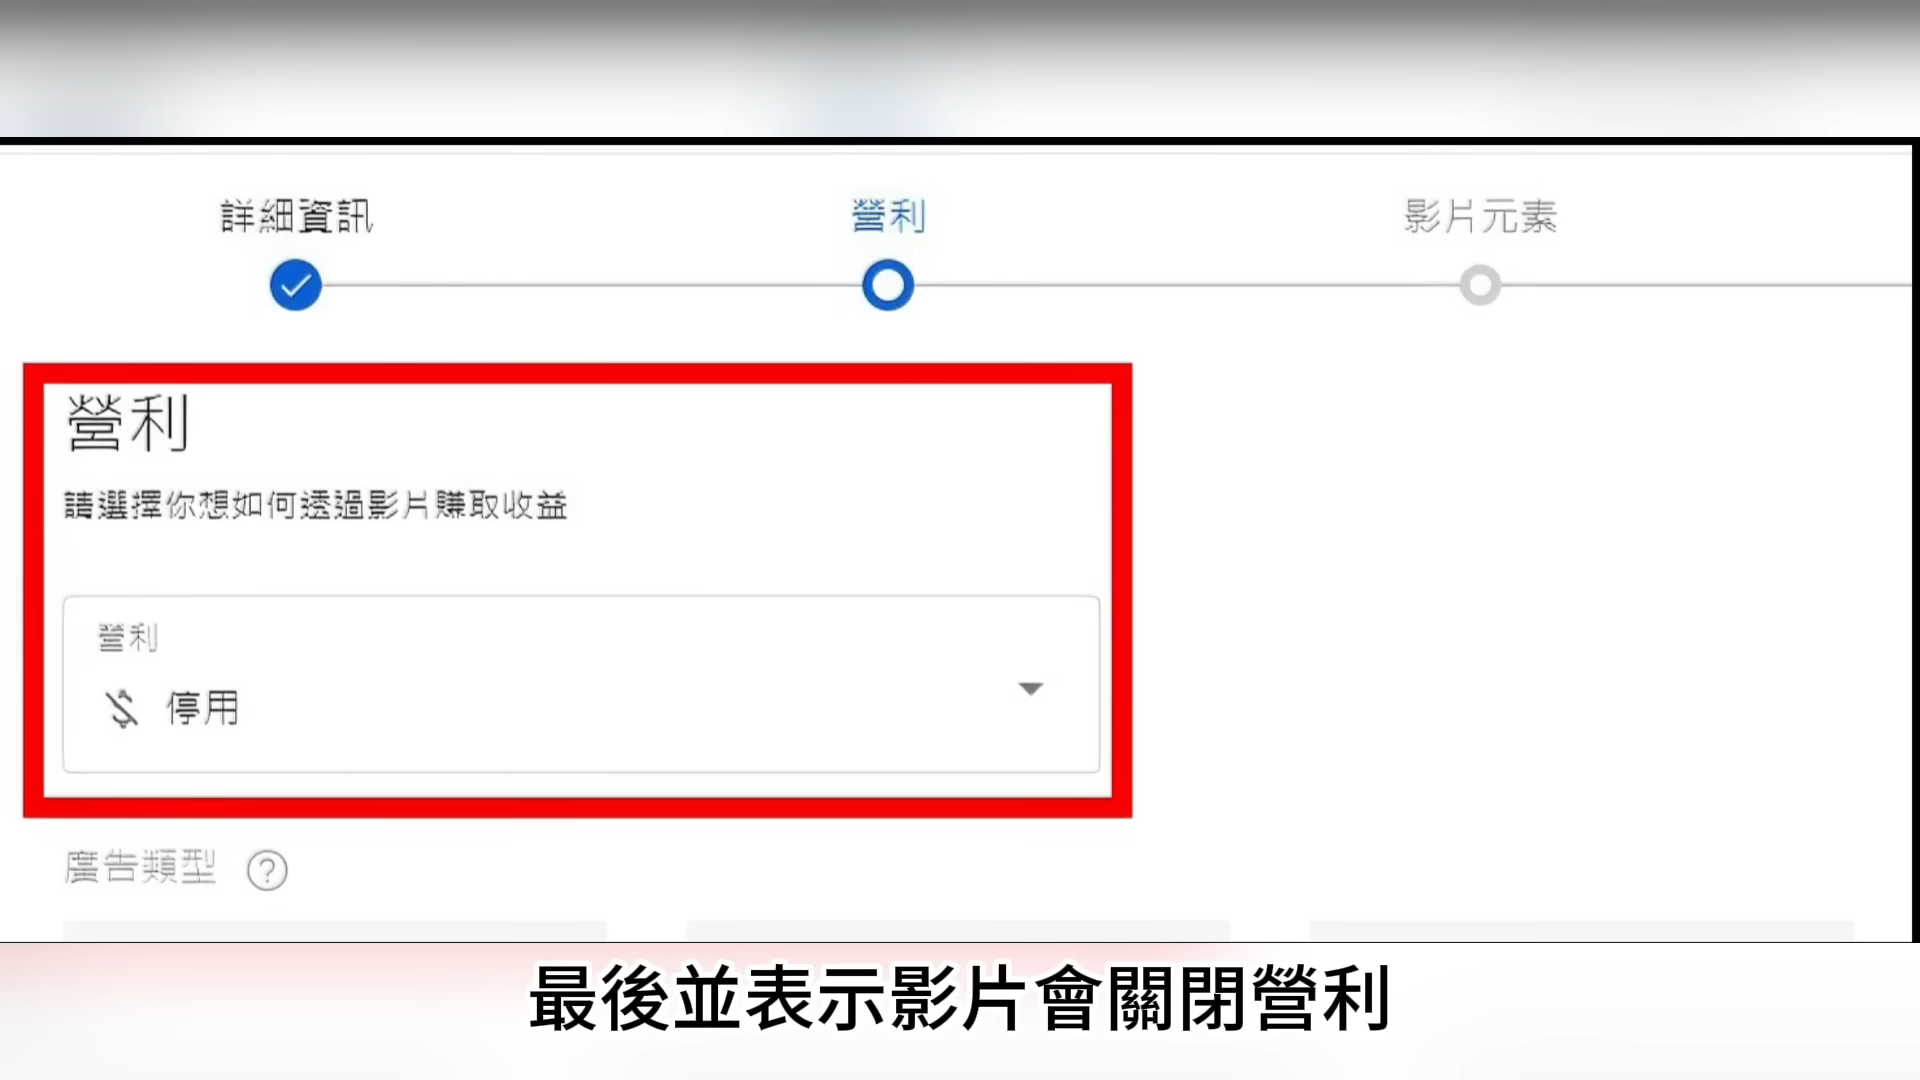 詳細資訊
營利
影片元素
營利
請選擇你想如何透過影片賺取收益
營利
停用
廣告類型 ?
最後並表示影片會關閉營利